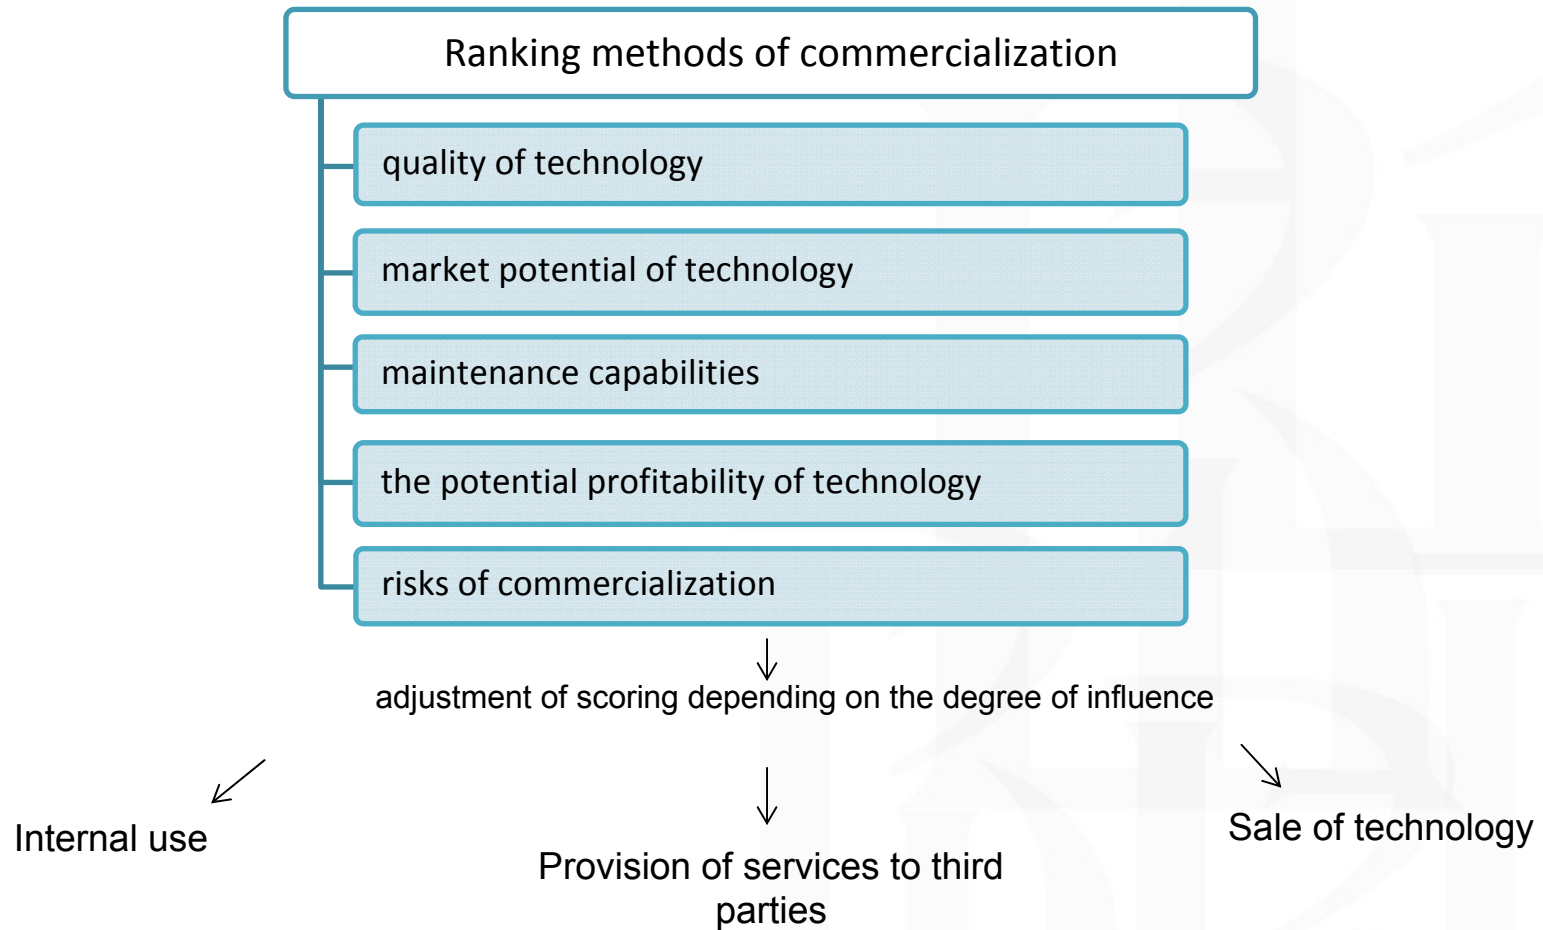 Ranking methods of commercialization
quality of technology
market potential of technology
maintenance capabilities
the potential profitability of technology
risks of commercialization
adjustment of scoring depending on the degree of influence
Internal use
Provision of services to third
parties
Sale of technology